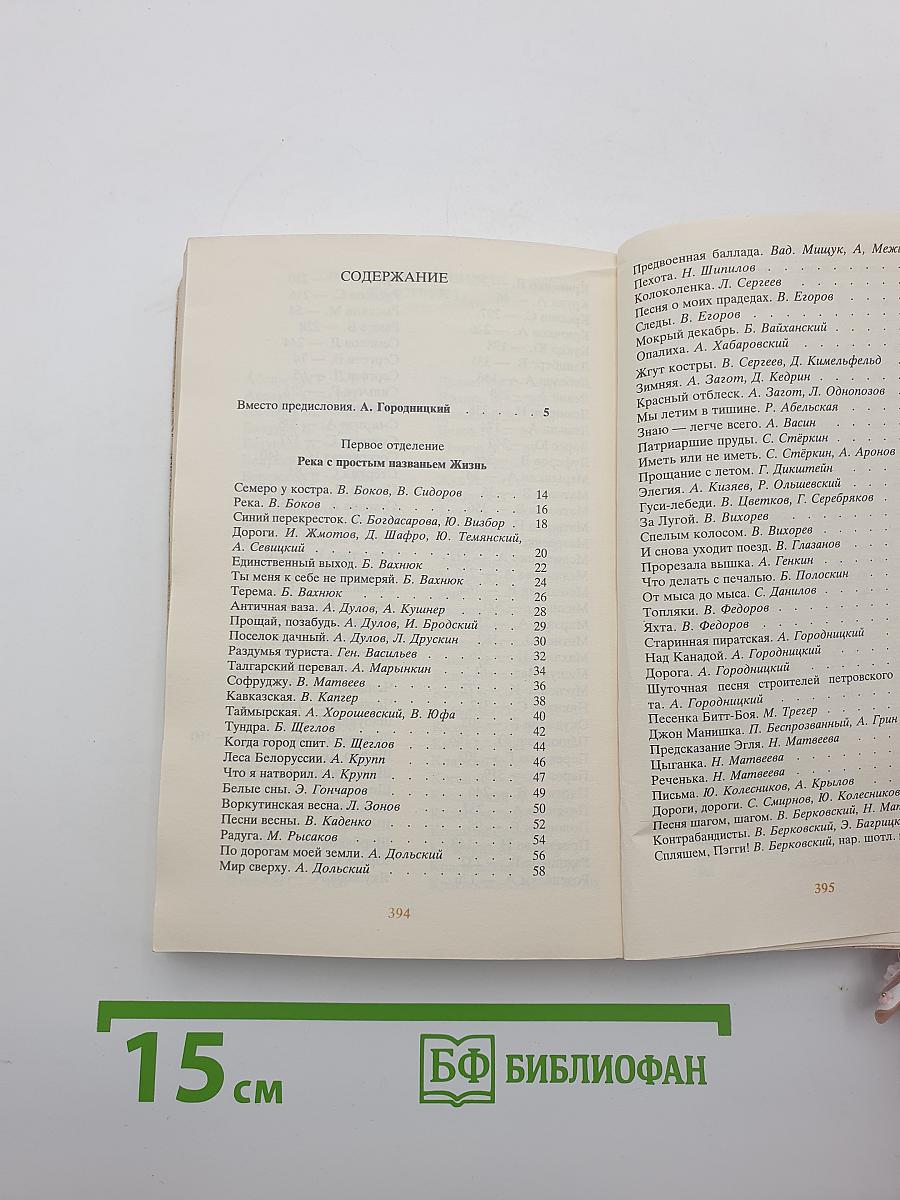 СОДЕРЖАНИЕ
Вместо предисловия. А. Городницкий . . . . . 5
Первое отделение
Река с простым названьем Жизнь
Семеро у костра. В. Боков, В. Сидоров . . . 14
Река. В. Боков . . . . . . . . . . . 16
Синий перекресток. С. Богдасарова, Ю. Визбор . 18
Дороги. И. Жмотов, Д. Шафро, Ю. Темянский,
А. Севицкий . . . . . . . . . . . . 20
Единственный выход. Б. Вахнюк . . . . . 22
Ты меня к себе не примеряй. Б. Вахнюк . . . 24
Терема. Б. Вахнюк . . . . . . . . . . 26
Античная ваза. А. Дулов, А. Кушнер . . . . 28
Прощай, позабудь. А. Дулов, И. Бродский . . . 29
Поселок дачный. А. Дулов, Л. Друскин . . . . 30
Раздумья туриста. Ген. Васильев . . . . . . 32
Талгарский перевал. А. Марынкин . . . . . 34
Софруджу. В. Матвеев . . . . . . . . 36
Кавказская. В. Капгер . . . . . . . . . 38
Таймырская. А. Хорошевский, В. Юфа . . . . 40
Тундра. Б. Щеглов . . . . . . . . . . 42
Когда город спит. Б. Щеглов . . . . . . . 44
Леса Белоруссии. А. Крупп . . . . . . . 46
Что я натворил. А. Крупп . . . . . . . . 47
Белые сны. Э. Гончаров . . . . . . . . 49
Воркутинская весна. Л. Зонов . . . . . . . 50
Песни весны. В. Каденко . . . . . . . . 52
Радуга. М. Рысаков . . . . . . . . . . 54
По дорогам моей земли. А. Дольский . . . . 56
Мир сверху. А. Дольский . . . . . . . . 58
394
Предвоенная баллада. Вад. Мищук, А, Меж
Пехота. Н. Шипилов . . . . . .
Колоколенка. Л. Сергеев . . . .
Песня о моих прадедах. В. Егоров . .
Следы. В. Егоров . . . . . .
Мокрый декабрь. Б. Вайханский . . .
Опалиха. А. Хабаровский . . . .
Жгут костры. В. Сергеев, Д. Кимельфельд
Зимняя. А. Загот, Д. Кедрин . . . .
Красный отблеск. А. Загот, Л. Однопозов
Мы летим в тишине. Р. Абельская . . .
Знаю — легче всего. А. Васин . . . .
Патриаршие пруды. С. Стёркин . . .
Иметь или не иметь. С. Стёркин, А. Аронов
Прощание с летом. Г. Дикштейн . . .
Элегия. А. Кизяев, Р. Ольшевский . . .
Гуси-лебеди. В. Цветков, Г. Серебряков .
За Лугой. В. Вихорев . . . . .
Спелым колосом. В. Вихорев . . . .
И снова уходит поезд. В. Глазанов . . .
Прорезала вышка. А. Генкин . . . .
Что делать с печалью. Б. Полоскин . . .
От мыса до мыса. С. Данилов . . . .
Топляки. В. Федоров . . . . .
Яхта. В. Федоров . . . . . .
Старинная пиратская. А. Городницкий .
Над Канадой. А. Городницкий . . .
Дорога. А. Городницкий . . . .
Шуточная песня строителей петровского
та. А. Городницкий . . . . .
Песенка Битт-Боя. М. Трегер . . . .
Джон Манишка. П. Беспрозванный, А. Грин
Предсказание Эгля. Н. Матвеева . . .
Цыганка. Н. Матвеева . . . . .
Реченька. Н. Матвеева . . . . .
Письма. Ю. Колесников, А. Крылов . .
Дороги, дороги. С. Смирнов, Ю. Колесников
Песня шагом, шагом. В. Берковский, Н. Мат
Контрабандисты. В. Берковский, Э. Багрицк
Спляшем, Пэгги! В. Берковский, нар. шотл.
395
15 см
БФ БИБЛИОФАН